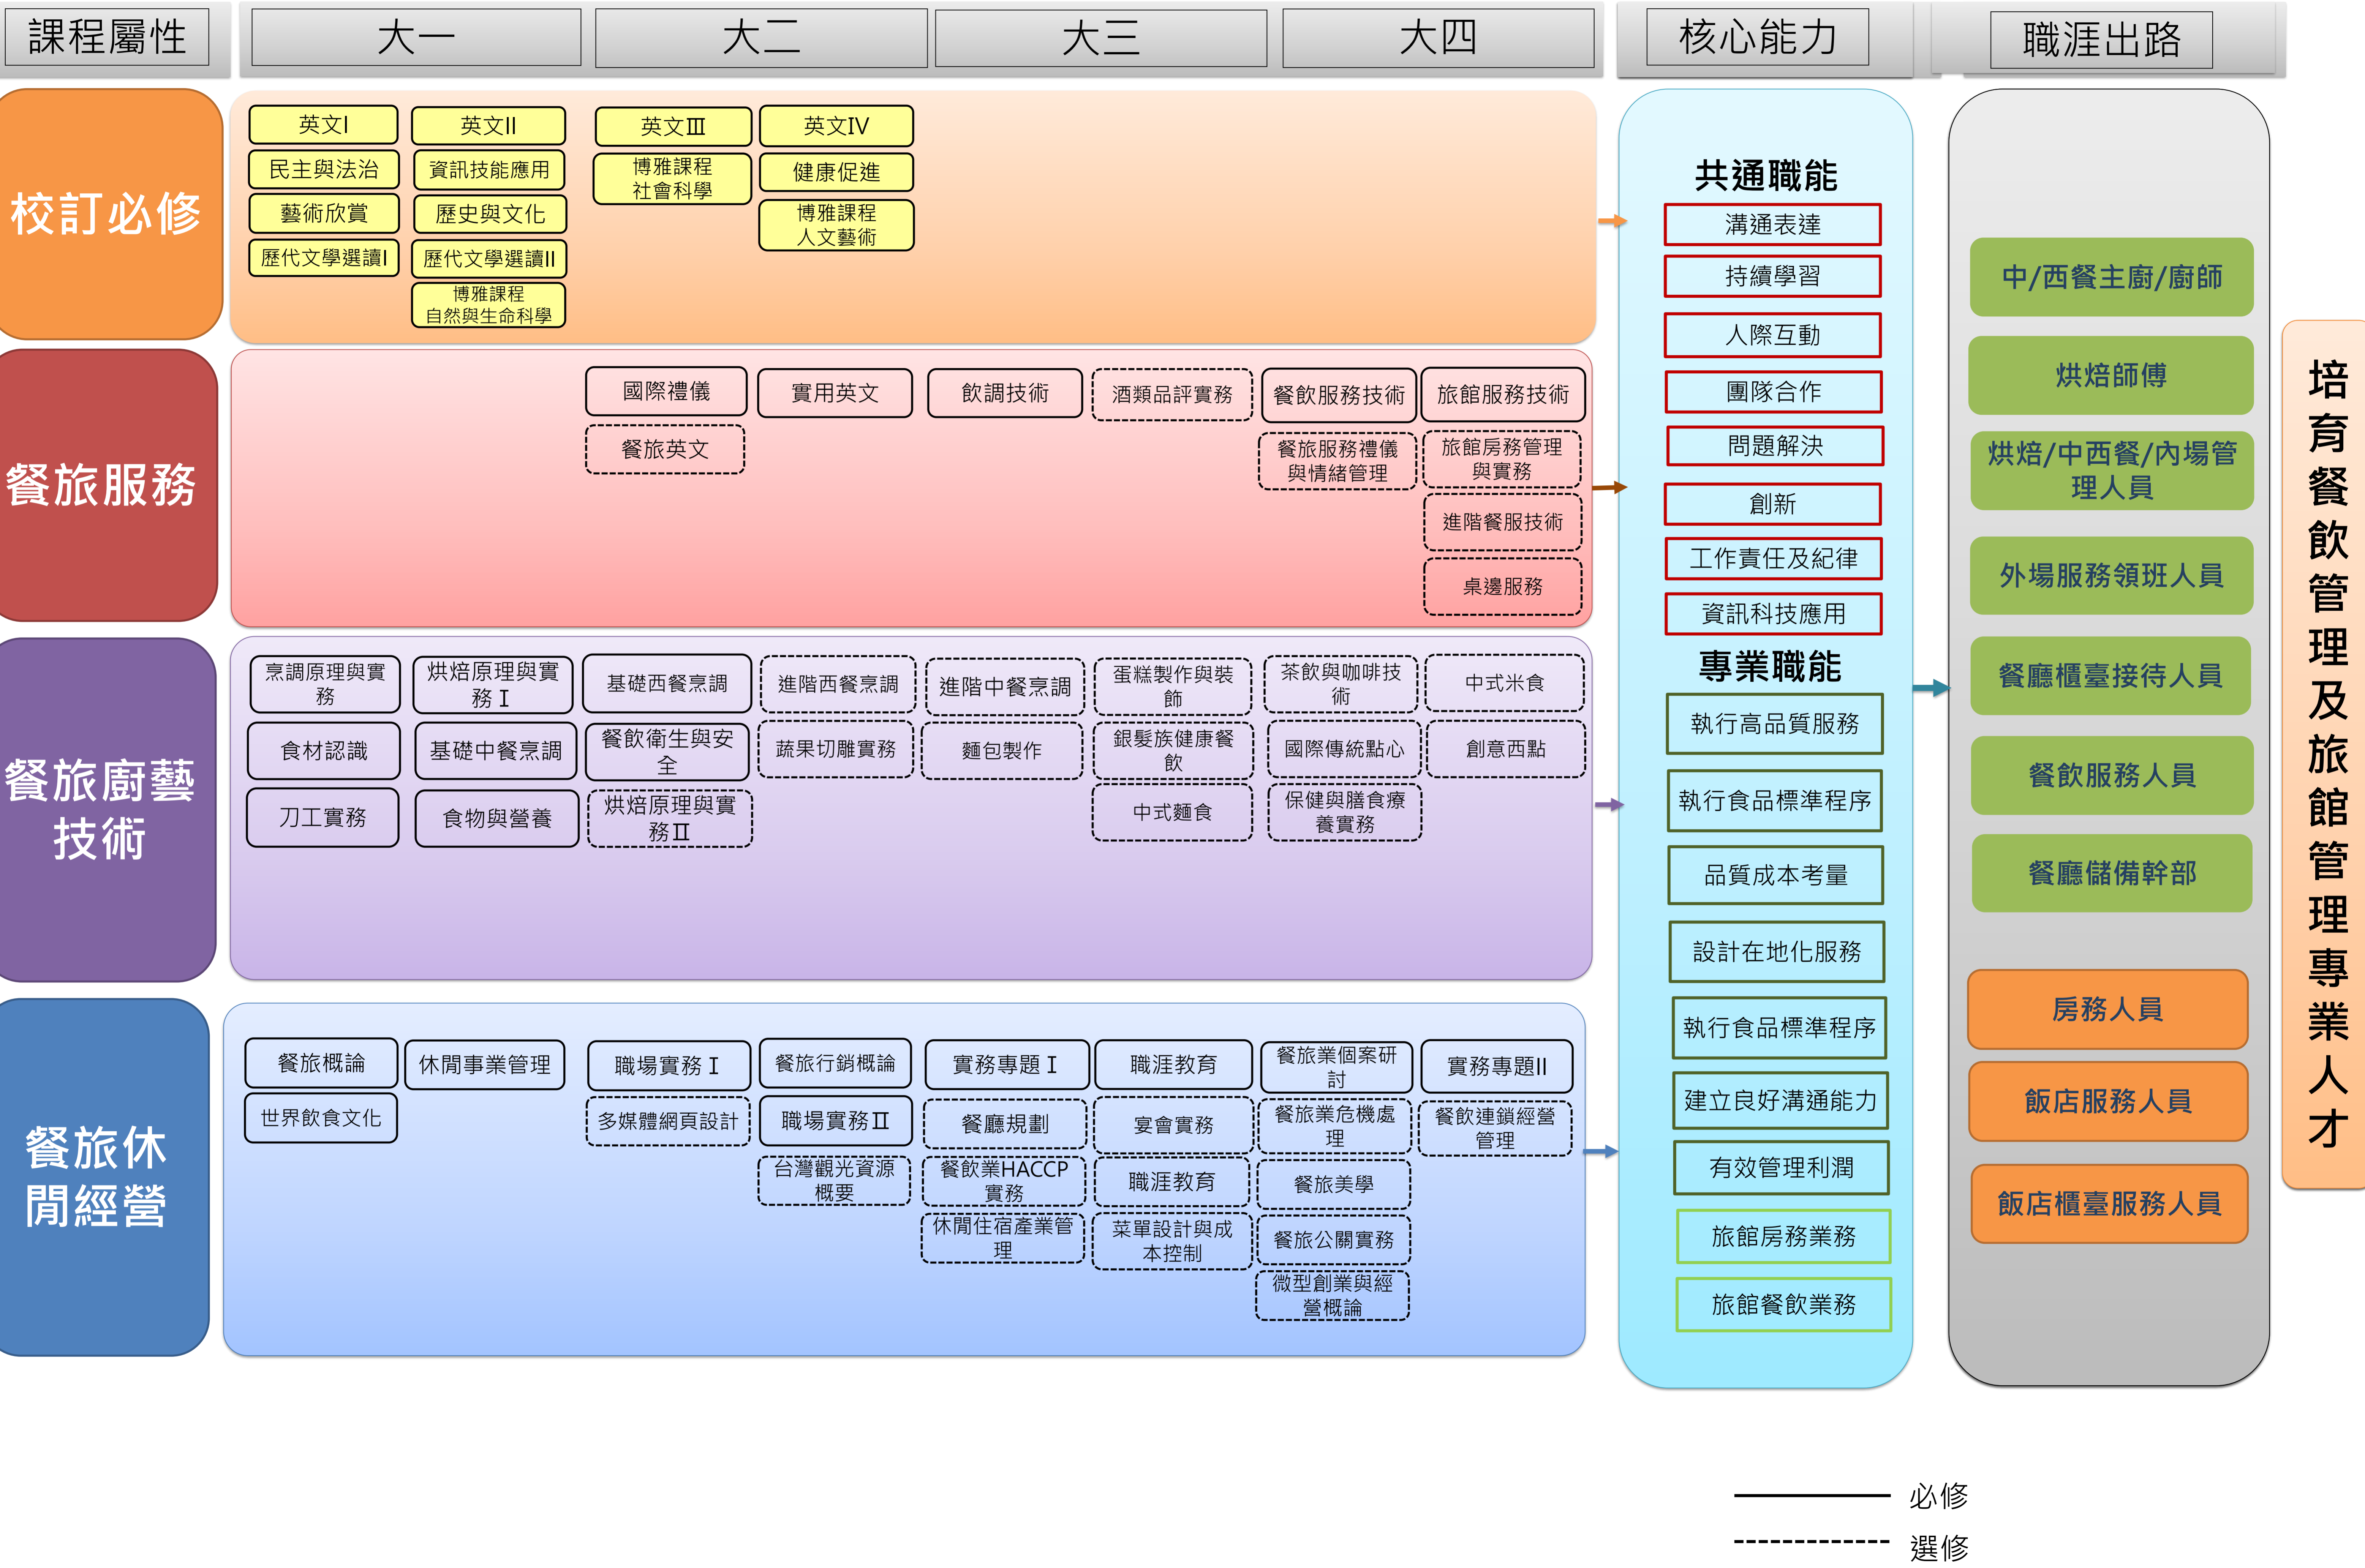 課程屬性
大一
大二
大三
大四
核心能力
職涯出路
校訂必修
英文I
英文II
英文Ⅲ
英文IV
民主與法治
資訊技能應用
博雅課程
社會科學
健康促進
藝術欣賞
歷史與文化
博雅課程
人文藝術
歷代文學選讀I
歷代文學選讀II
博雅課程
自然與生命科學
餐旅服務
國際禮儀
實用英文
飲調技術
酒類品評實務
餐飲服務技術
旅館服務技術
餐旅英文
餐旅服務禮儀
與情緒管理
旅館房務管理
與實務
進階餐服技術
桌邊服務
餐旅廚藝
技術
烹調原理與實
務
烘焙原理與實
務 I
基礎西餐烹調
進階西餐烹調
進階中餐烹調
蛋糕製作與裝
飾
茶飲與咖啡技
術
中式米食
食材認識
基礎中餐烹調
餐飲衛生與安
全
蔬果切雕實務
麵包製作
銀髮族健康餐
飲
國際傳統點心
創意西點
刀工實務
食物與營養
烘焙原理與實
務Ⅱ
中式麵食
保健與膳食療
養實務
餐旅休
閒經營
餐旅概論
休閒事業管理
職場實務 I
餐旅行銷概論
實務專題 I
職涯教育
餐旅業個案研
討
實務專題II
世界飲食文化
多媒體網頁設計
職場實務Ⅱ
餐廳規劃
宴會實務
餐旅業危機處
理
餐飲連鎖經營
管理
台灣觀光資源
概要
餐飲業HACCP
實務
職涯教育
餐旅美學
休閒住宿產業管
理
菜單設計與成
本控制
餐旅公關實務
微型創業與經
營概論
共通職能
溝通表達
持續學習
人際互動
團隊合作
問題解決
創新
工作責任及紀律
資訊科技應用
專業職能
執行高品質服務
執行食品標準程序
品質成本考量
設計在地化服務
執行食品標準程序
建立良好溝通能力
有效管理利潤
旅館房務業務
旅館餐飲業務
中/西餐主廚/廚師
烘焙師傅
烘焙/中西餐/內場管
理人員
外場服務領班人員
餐廳櫃臺接待人員
餐飲服務人員
餐廳儲備幹部
房務人員
飯店服務人員
飯店櫃臺服務人員
培育餐飲管理及旅館管理專業人才
必修
選修